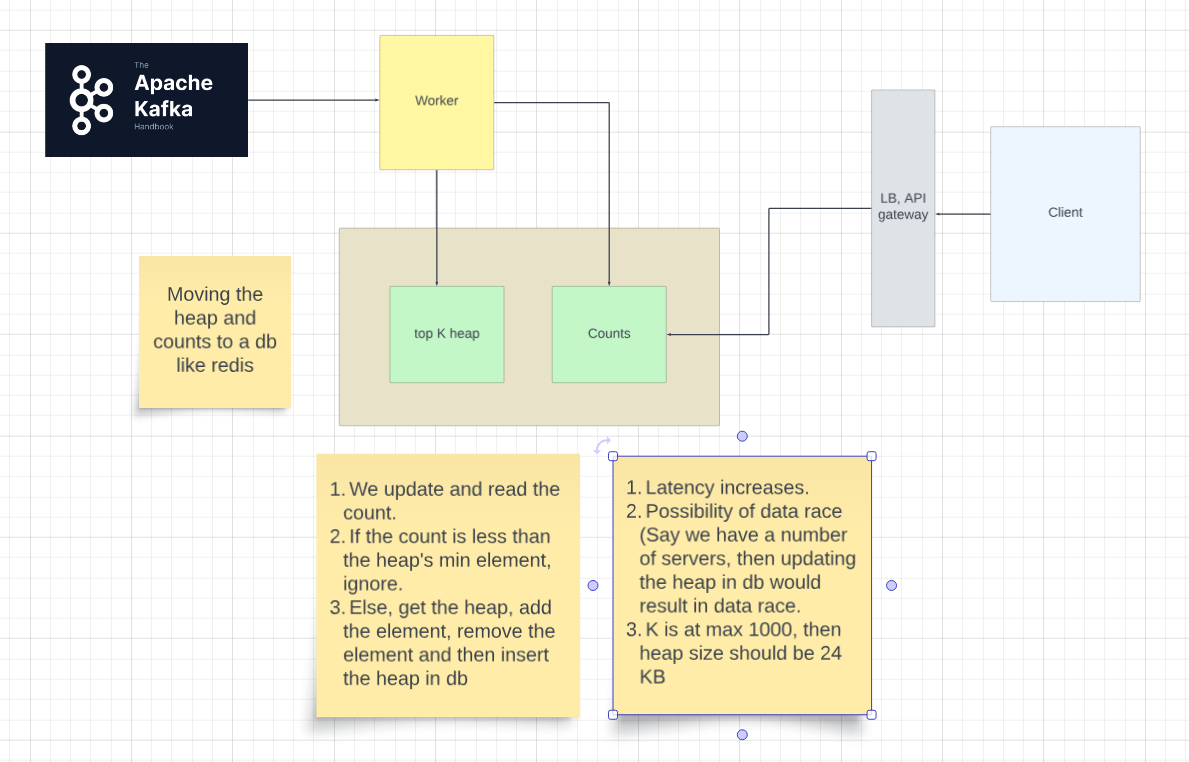 The
Apache
Kafka
Handbook
Worker
LB, API
gateway
Client
top K heap
Counts
Moving the
heap and
counts to a db
like redis
1. We update and read the
count.
2. If the count is less than
the heap's min element,
ignore.
3. Else, get the heap, add
the element, remove the
element and then insert
the heap in db
1. Latency increases.
2. Possibility of data race
(Say we have a number
of servers, then updating
the heap in db would
result in data race.
3. K is at max 1000, then
heap size should be 24
KB